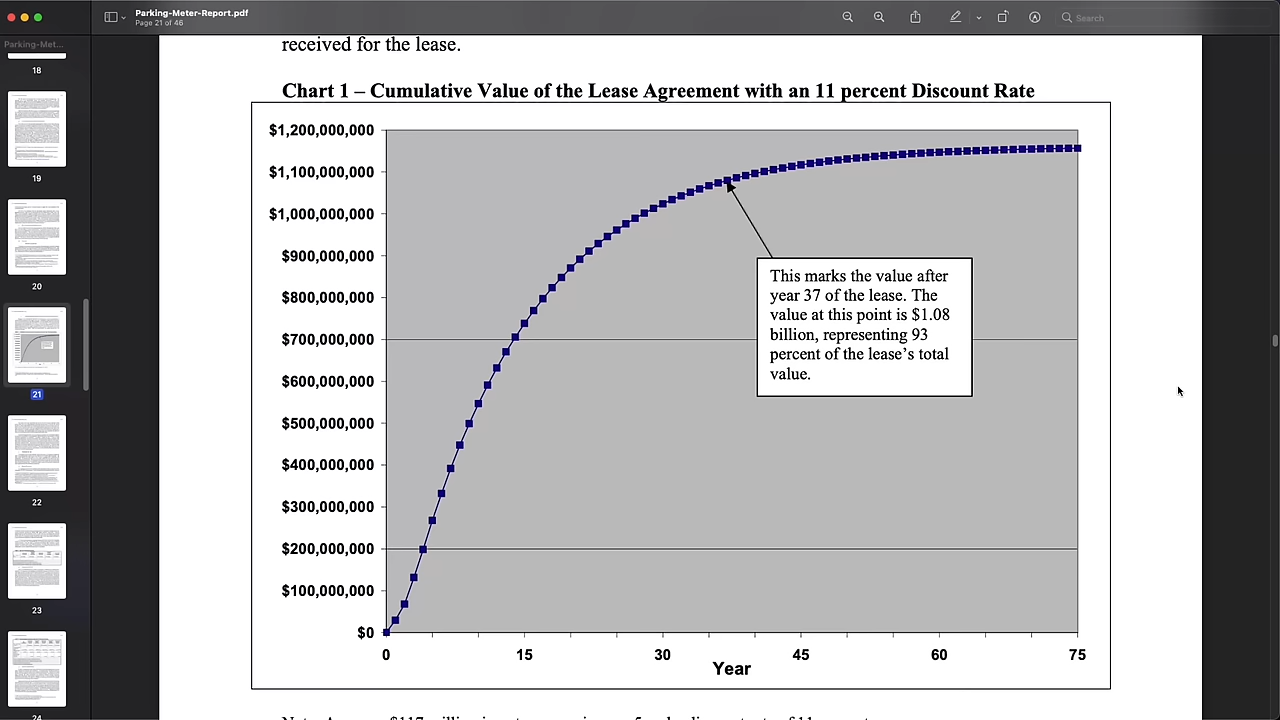 Parking-Meter-Report.pdf
Page 21 of 46
Search
Parking-Met...
18
19
20
21
22
23
24
received for the lease.
Chart 1 – Cumulative Value of the Lease Agreement with an 11 percent Discount Rate
$1,200,000,000
$1,100,000,000
$1,000,000,000
$900,000,000
$800,000,000
$700,000,000
$600,000,000
$500,000,000
$400,000,000
$300,000,000
$200,000,000
$100,000,000
$0
This marks the value after
year 37 of the lease. The
value at this point is $1.08
billion, representing 93
percent of the lease's total
value.
0 15 30 45 60 75
Year